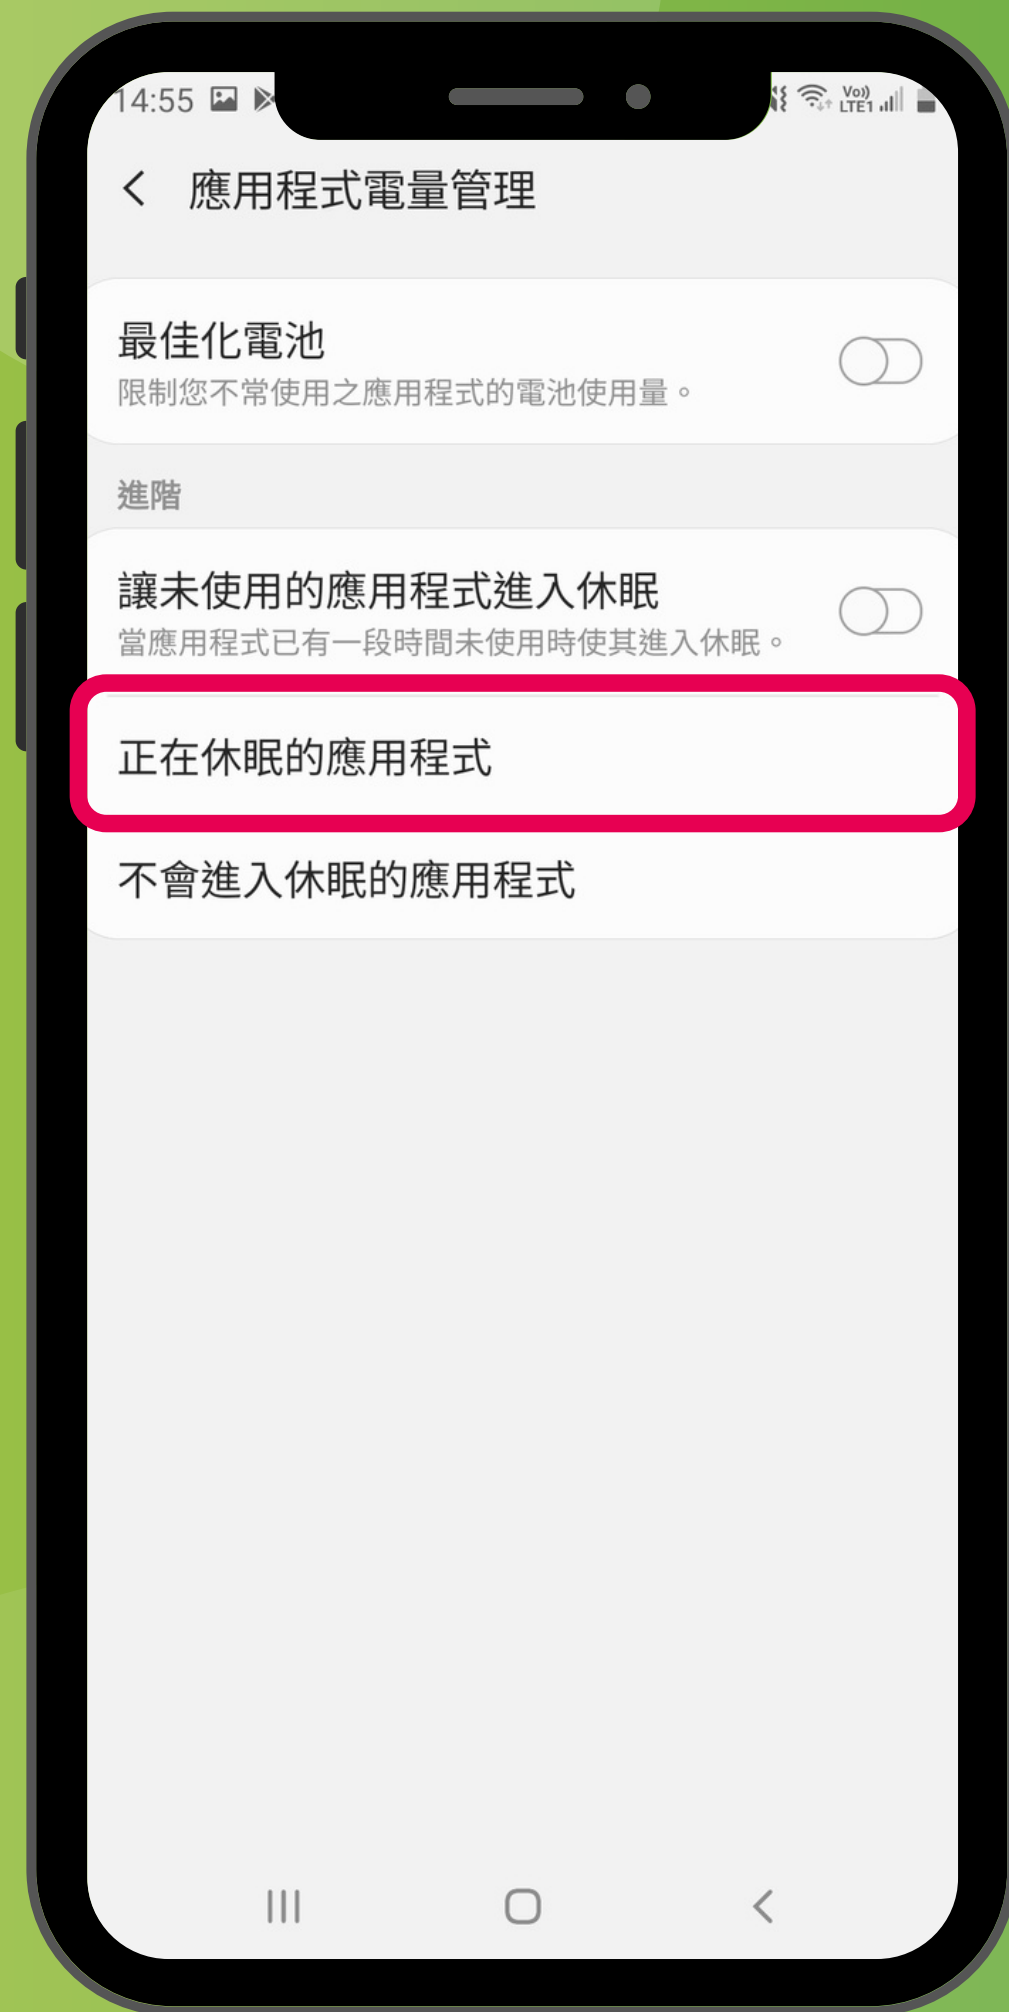 14:55
Vo)) LTE1
應用程式電量管理
最佳化電池
限制您不常使用之應用程式的電池使用量。
進階
讓未使用的應用程式進入休眠
當應用程式已有一段時間未使用時使其進入休眠。
正在休眠的應用程式
不會進入休眠的應用程式